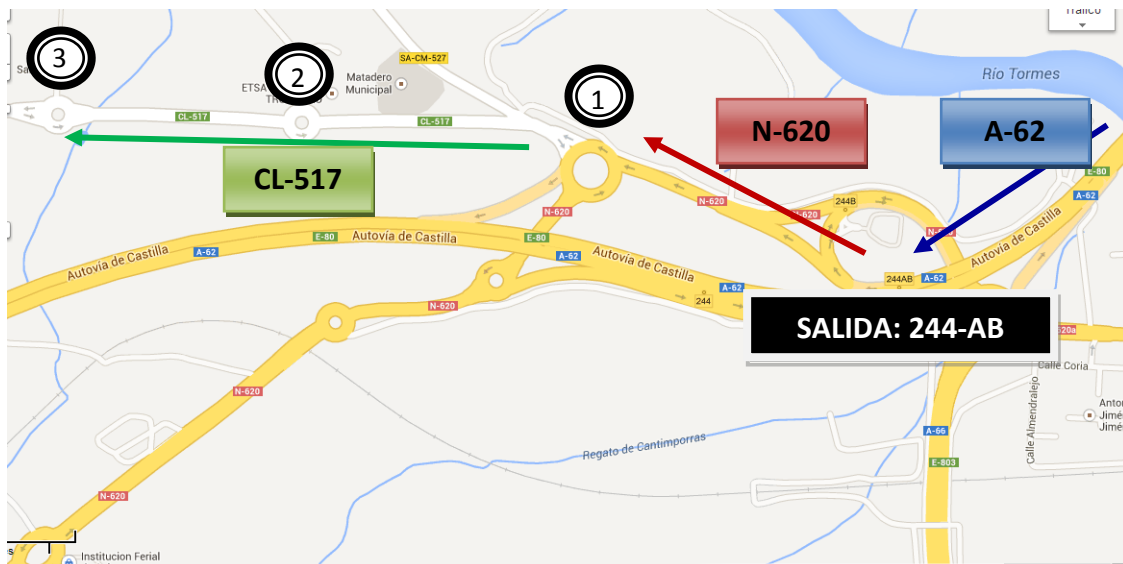 Tráfico
3
SA-CM-527
2
Matadero
Municipal
ETSA
1
Río Tormes
N-620
A-62
CL-517
CL-517
CL-517
E-80
A-62
N-620
N-620
244B
N-620
E-80
Autovía de Castilla
E-80
A-62
Autovía de Castilla
A-62
Autovía de Castilla
A-62
244
244AB
A-62
Autovía de Castilla
N-620
SALIDA: 244-AB
620a
Calle Coria
N-620
Calle Almendralejo
A-66
E-803
Regato de Cantimporras
N-620
Institucion Ferial